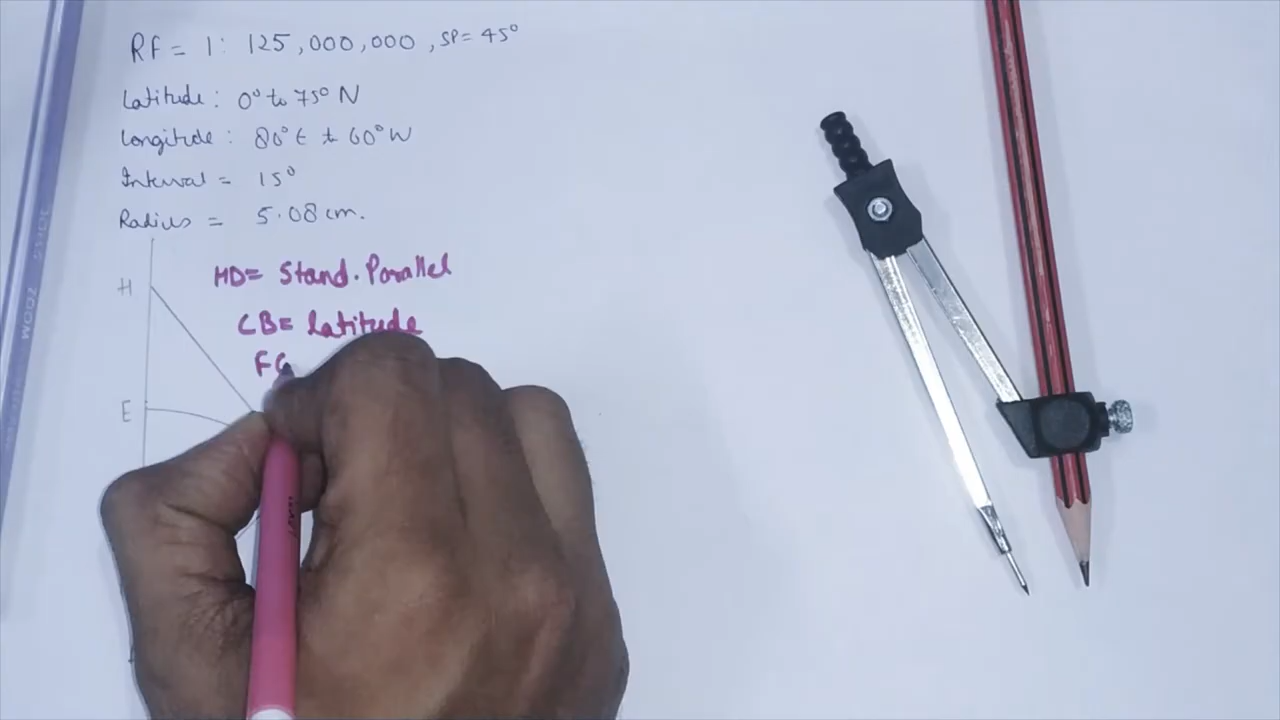 RF = 1: 125,000,000, SP= 45°
Latitude: 0° to 75° N
Longitude: 80°E to 60°W
Interval = 15°
Radius = 5.08 cm.
H
HD= Stand. Parallel
CB= latitude
FG
E